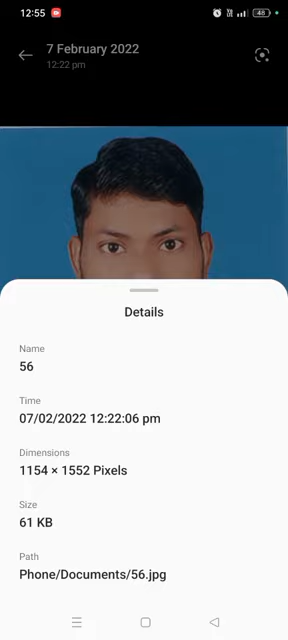 12:55
48
7 February 2022
12:22 pm
Details
Name
56
Time
07/02/2022 12:22:06 pm
Dimensions
1154 × 1552 Pixels
Size
61 KB
Path
Phone/Documents/56.jpg